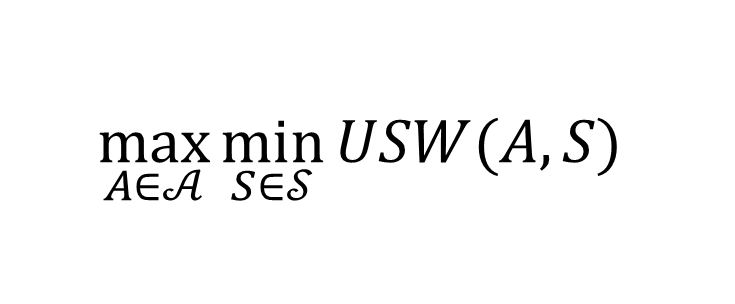 max min USW(A, S)
A∈𝒜 S∈𝒮